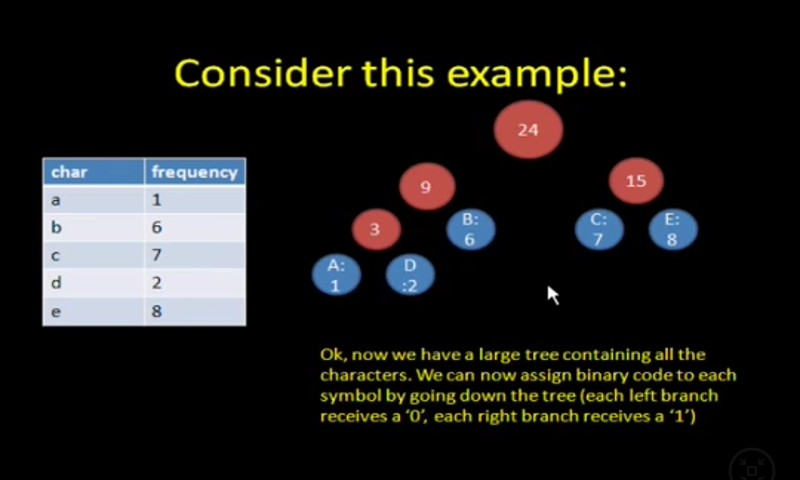 Consider this example:
char frequency
a 1
b 6
c 7
d 2
e 8
24
9 15
3 B: 6 C: 7 E: 8
A: 1 D :2
Ok, now we have a large tree containing all the
characters. We can now assign binary code to each
symbol by going down the tree (each left branch
receives a ‘0’, each right branch receives a ‘1’)